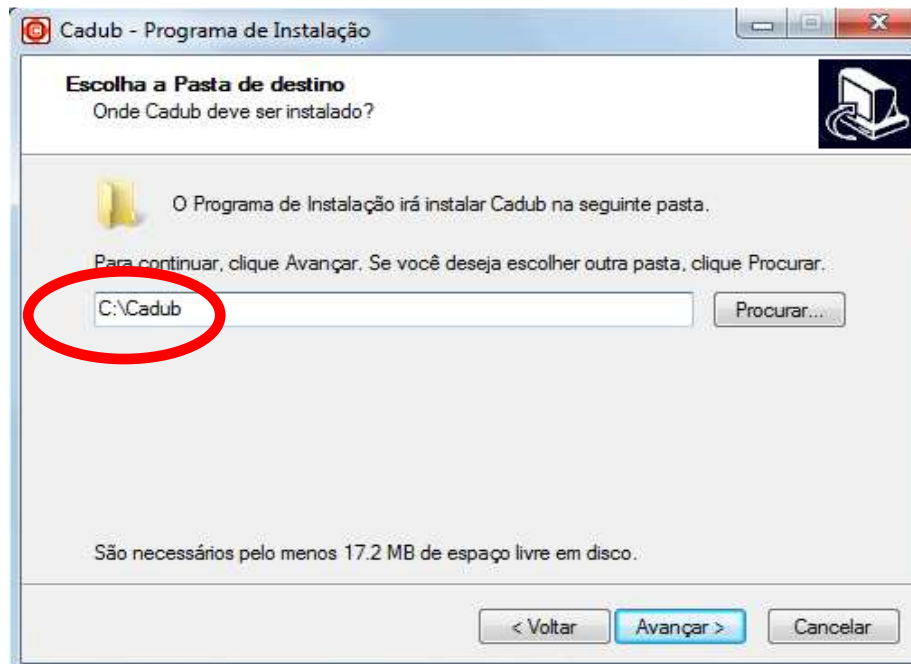 Cadub - Programa de Instalação
Escolha a Pasta de destino
Onde Cadub deve ser instalado?
O Programa de Instalação irá instalar Cadub na seguinte pasta.
Para continuar, clique Avançar. Se você deseja escolher outra pasta, clique Procurar.
C:\Cadub
Procurar...
São necessários pelo menos 17.2 MB de espaço livre em disco.
< Voltar
Avançar >
Cancelar